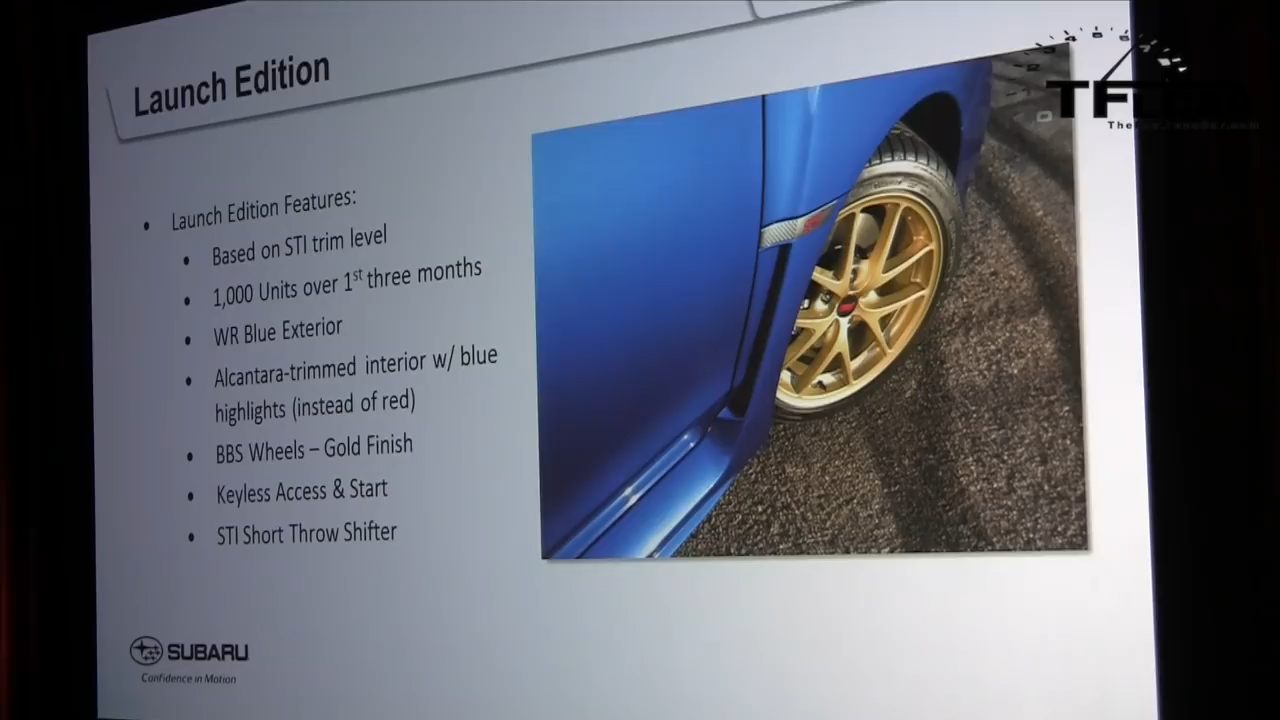 Launch Edition
• Launch Edition Features:
• Based on STI trim level
• 1,000 Units over 1st three months
• WR Blue Exterior
• Alcantara-trimmed interior w/ blue
highlights (instead of red)
• BBS Wheels – Gold Finish
• Keyless Access & Start
• STI Short Throw Shifter
SUBARU
Confidence in Motion